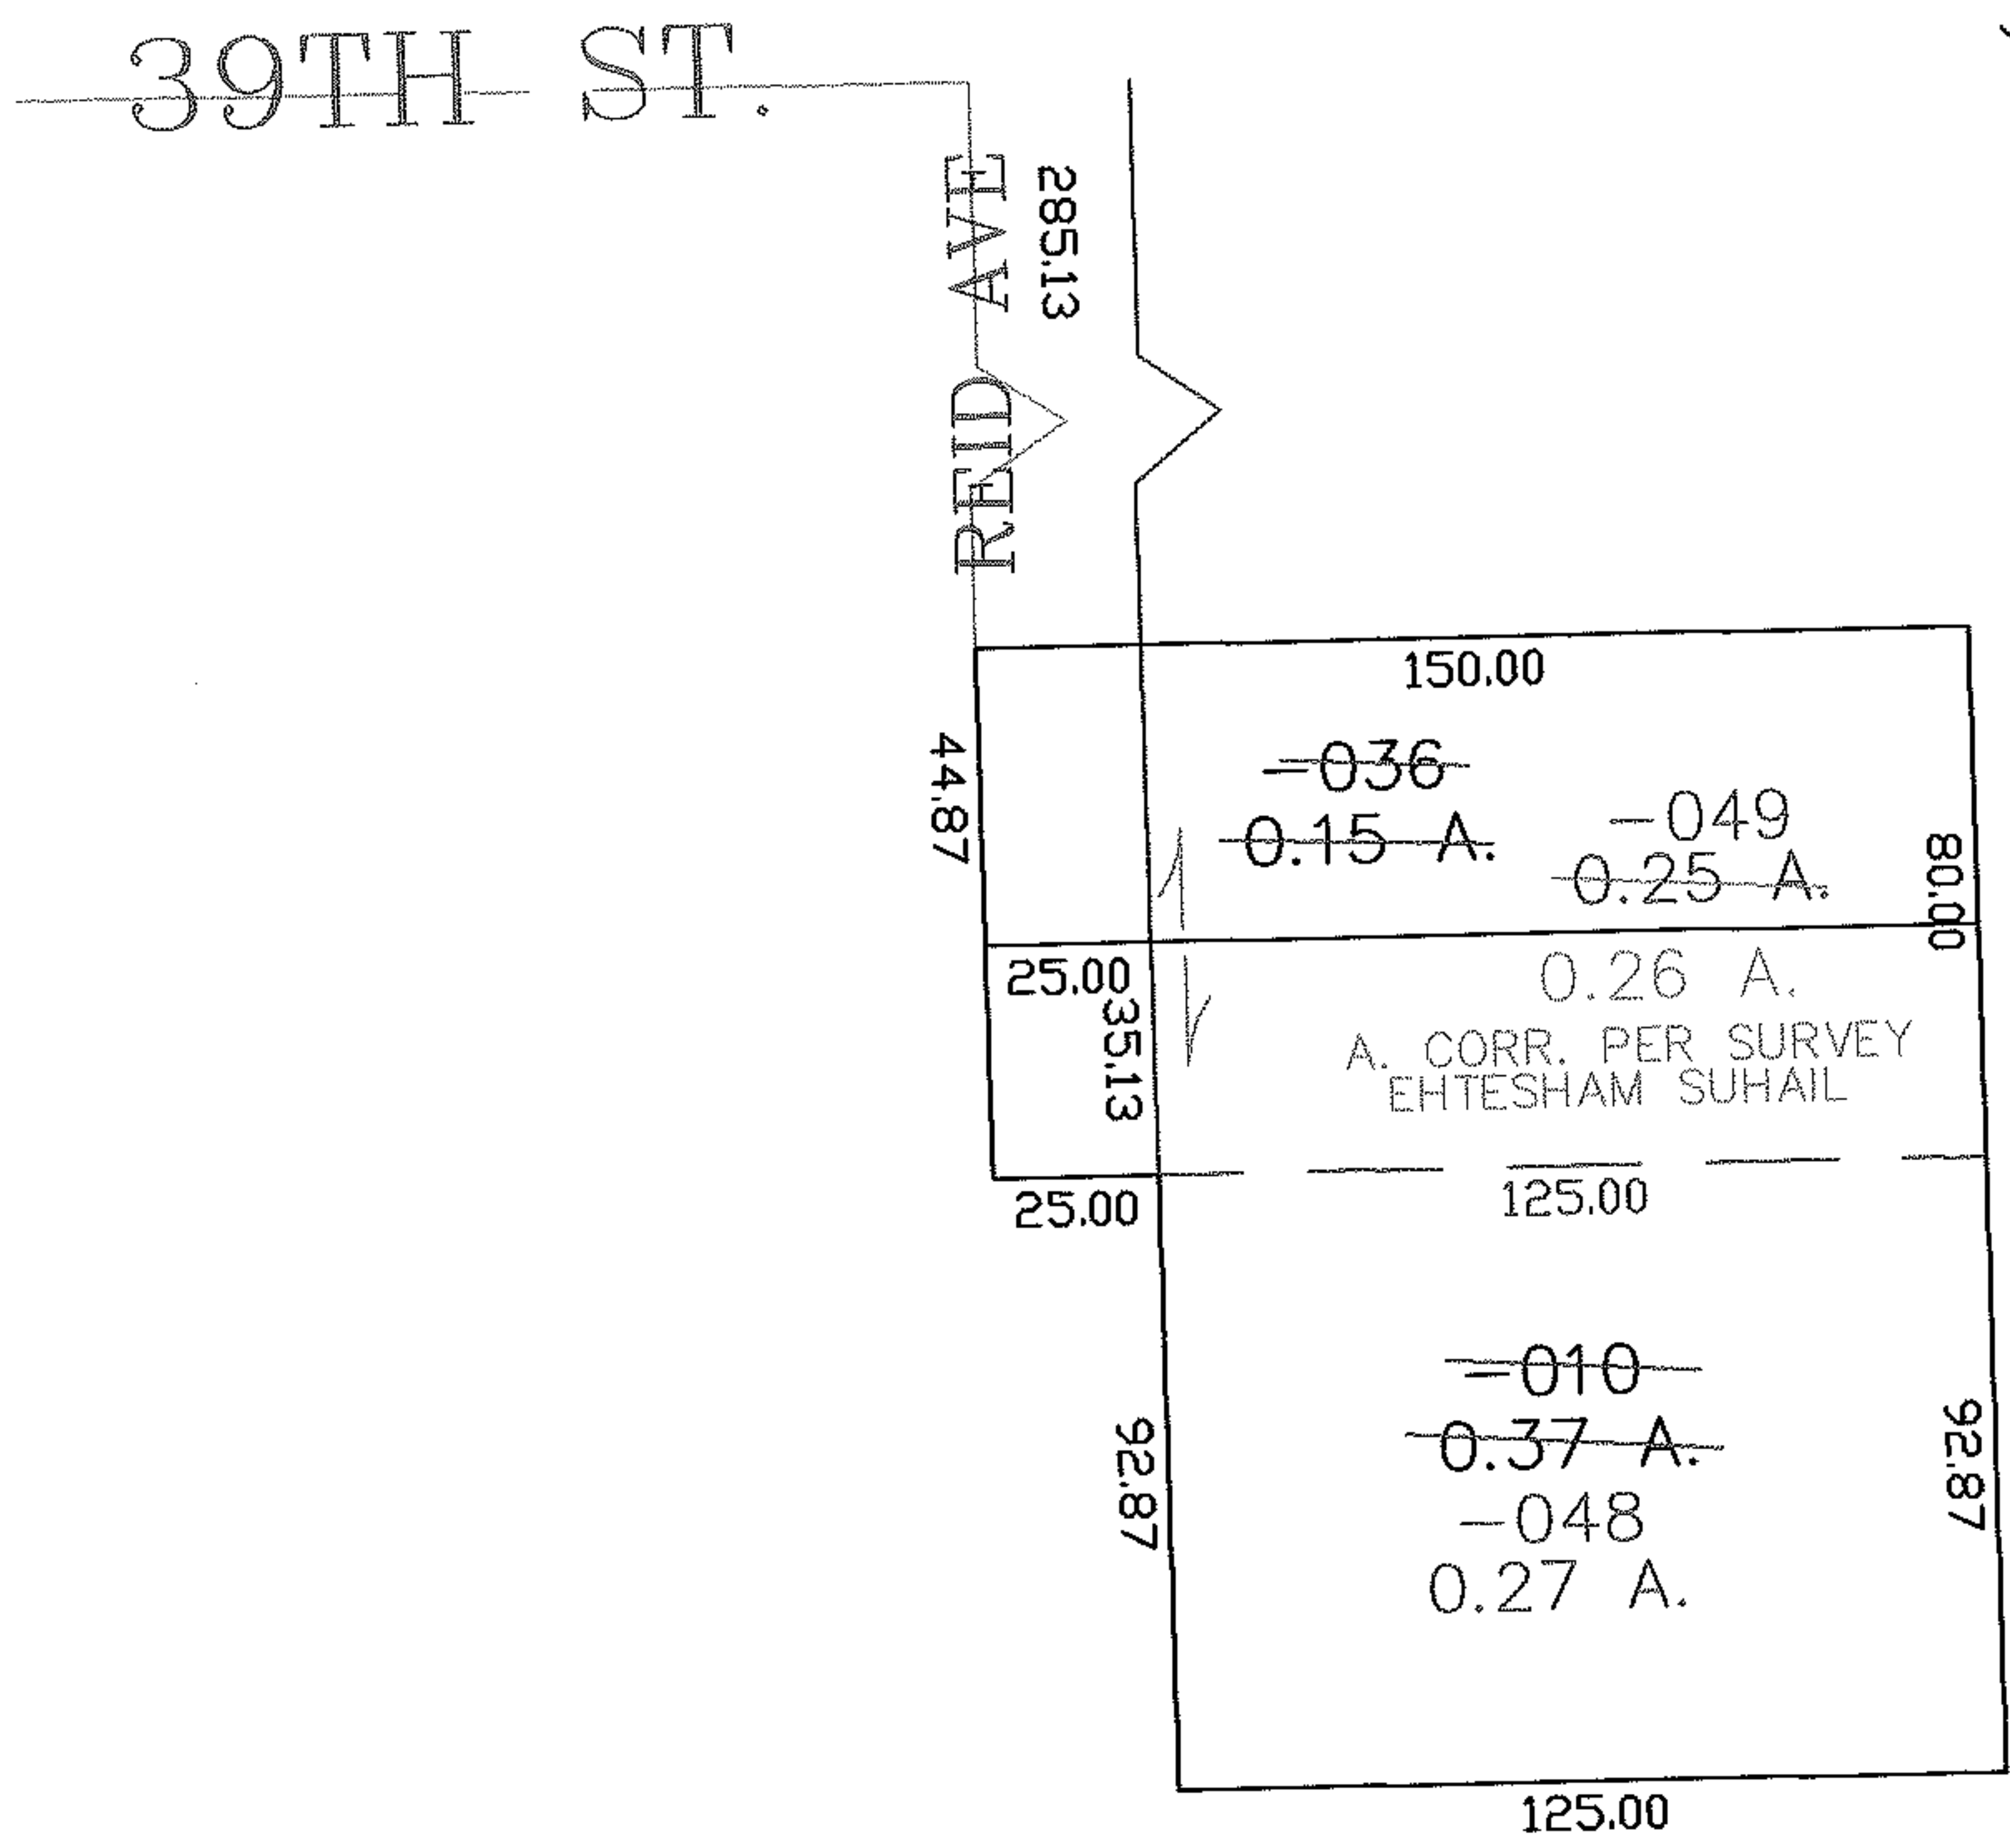 39TH ST.
REID AVE
285.13
150.00
44.87
-036
0.15 A.
-049
0.25 A.
80.00
25.00
35.13
0.26 A.
A. CORR. PER SURVEY
EHTESHAM SUHAIL
25.00
125.00
-010
0.37 A.
-048
0.27 A.
92.87
92.87
125.00